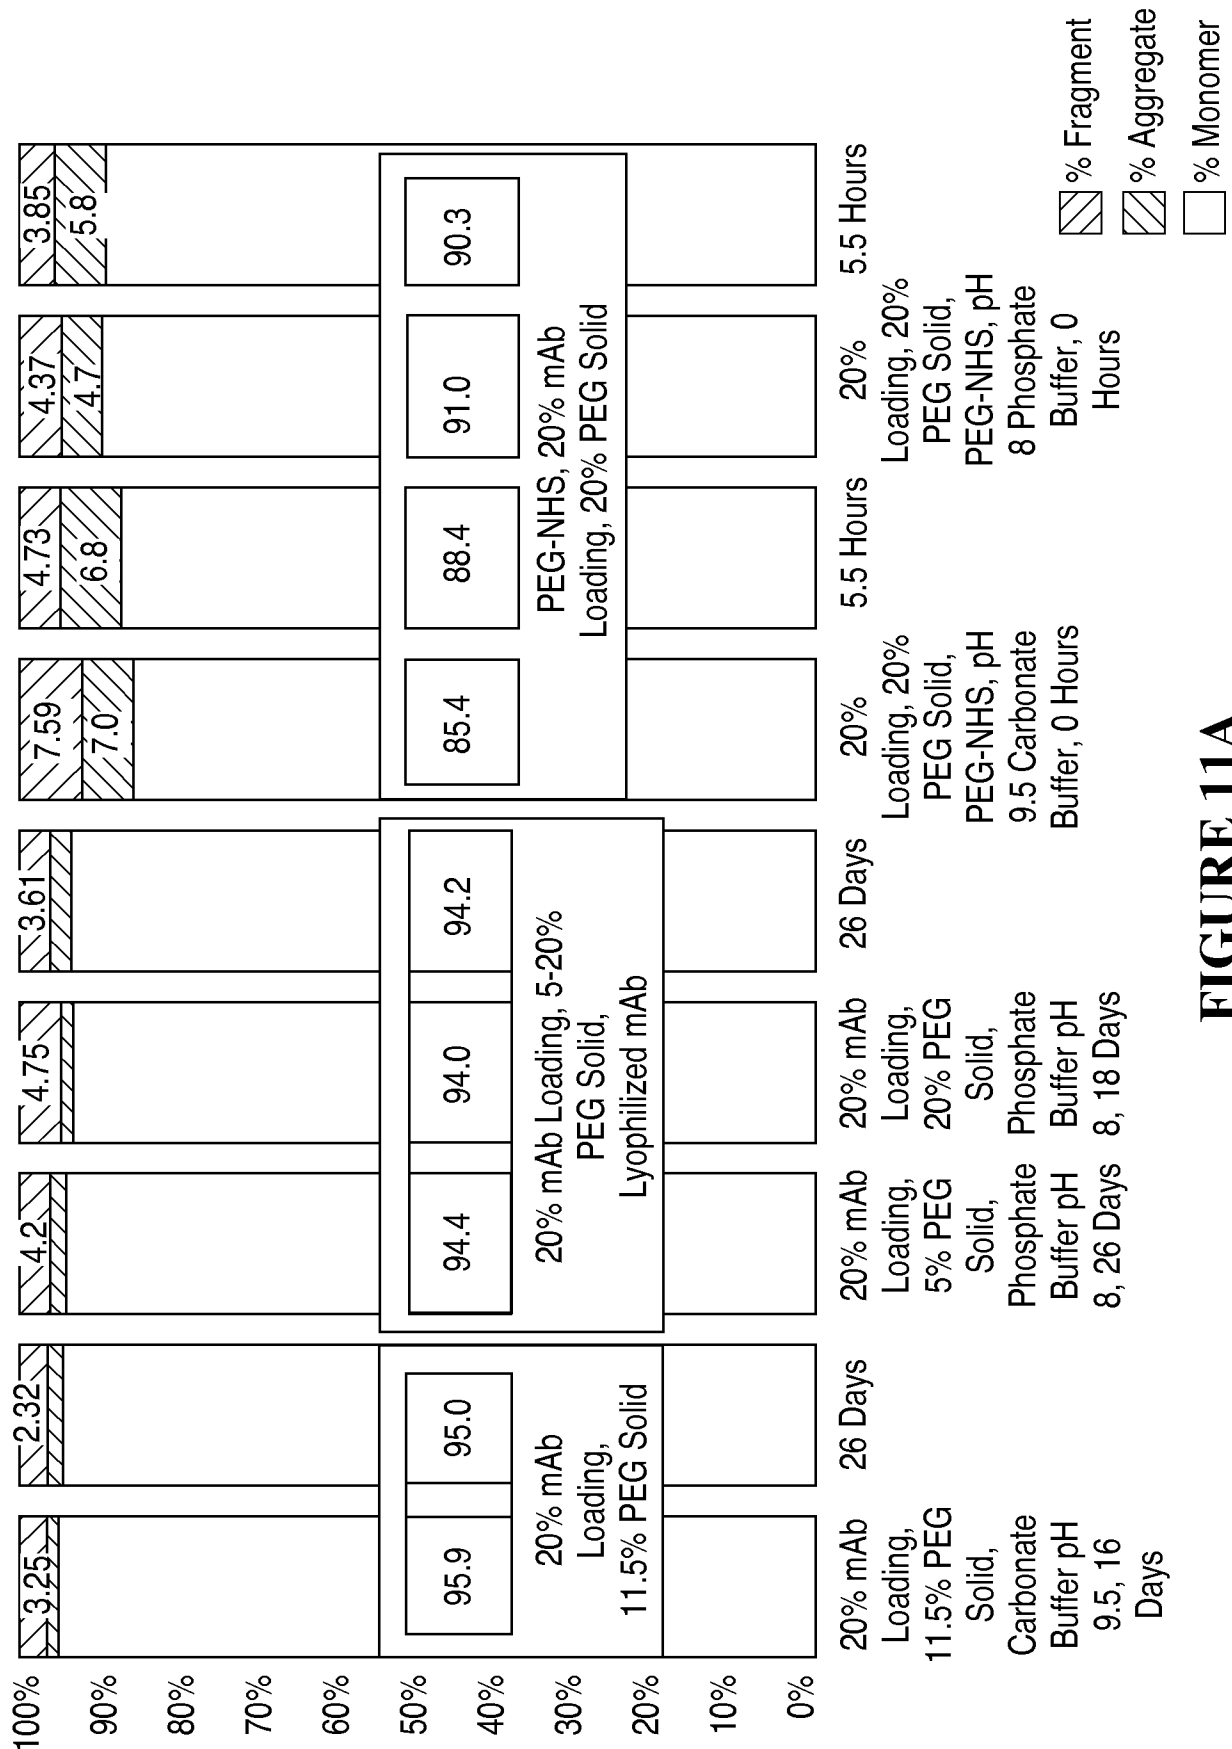 100%
90%
80%
70%
60%
50%
40%
30%
20%
10%
0%
3.25
2.32
4.2
4.75
3.61
7.59
7.0
4.73
6.8
4.37
4.7
3.85
5.8
95.9
95.0
20% mAb
Loading,
11.5% PEG Solid
94.4
94.0
94.2
20% mAb Loading, 5-20%
PEG Solid,
Lyophilized mAb
85.4
88.4
91.0
90.3
PEG-NHS, 20% mAb
Loading, 20% PEG Solid
20% mAb
Loading,
11.5% PEG
Solid,
Carbonate
Buffer pH
9.5, 16
Days
26 Days
20% mAb
Loading,
5% PEG
Solid,
Phosphate
Buffer pH
8, 26 Days
20% mAb
Loading,
20% PEG
Solid,
Phosphate
Buffer pH
8, 18 Days
26 Days
20%
Loading, 20%
PEG Solid,
PEG-NHS, pH
9.5 Carbonate
Buffer, 0 Hours
5.5 Hours
20%
Loading, 20%
PEG Solid,
PEG-NHS, pH
8 Phosphate
Buffer, 0
Hours
5.5 Hours
% Fragment
% Aggregate
% Monomer
FIGURE 11A